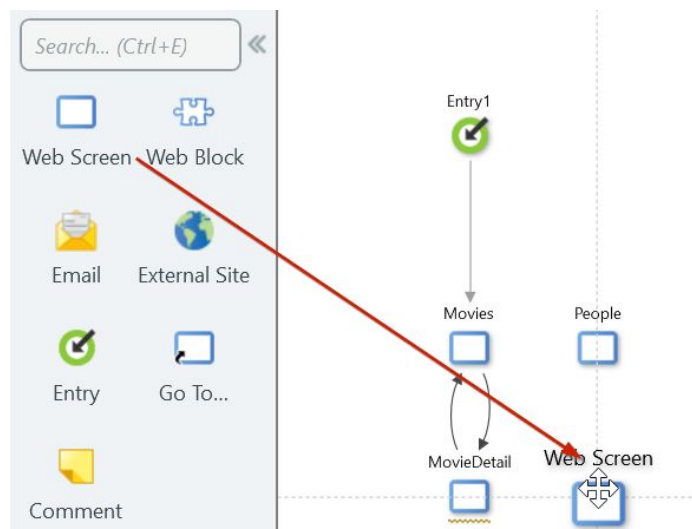 Search... (Ctrl+E)
Web Screen
Web Block
Email
External Site
Entry
Go To...
Comment
Entry1
Movies
People
MovieDetail
Web Screen